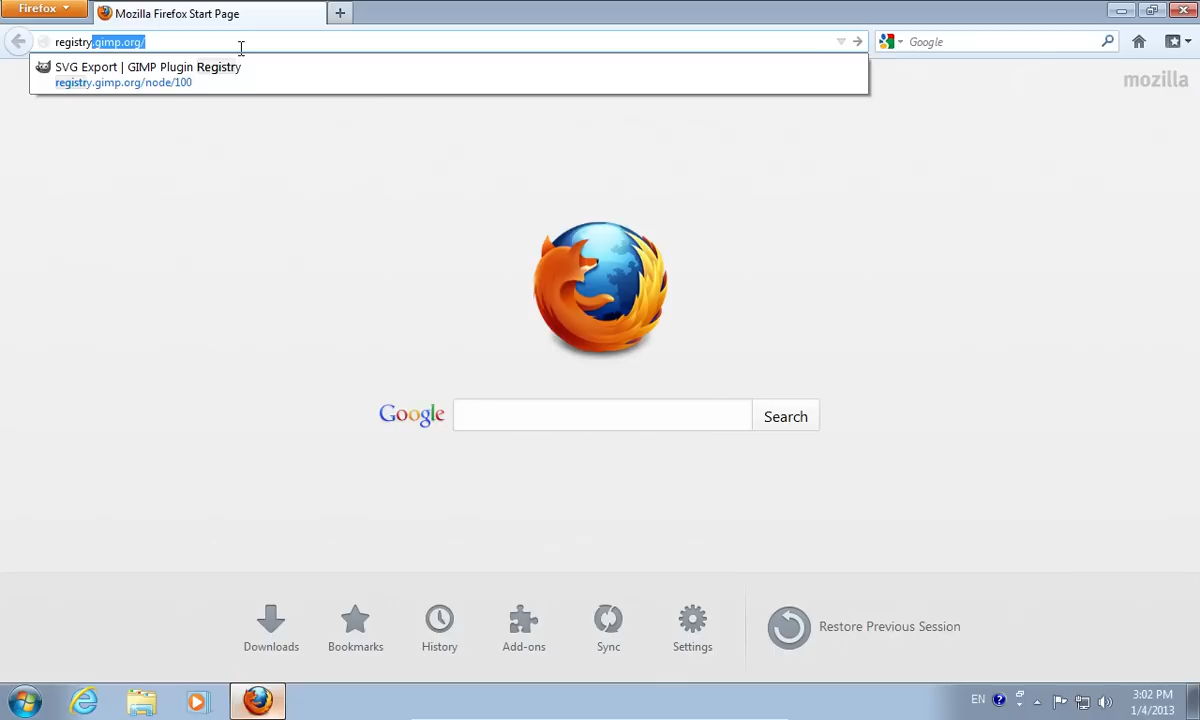 Firefox
Mozilla Firefox Start Page
registry.gimp.org/
Google
SVG Export | GIMP Plugin Registry
registry.gimp.org/node/100
mozilla
Google
Search
Downloads
Bookmarks
History
Add-ons
Sync
Settings
Restore Previous Session
EN
3:02 PM
1/4/2013